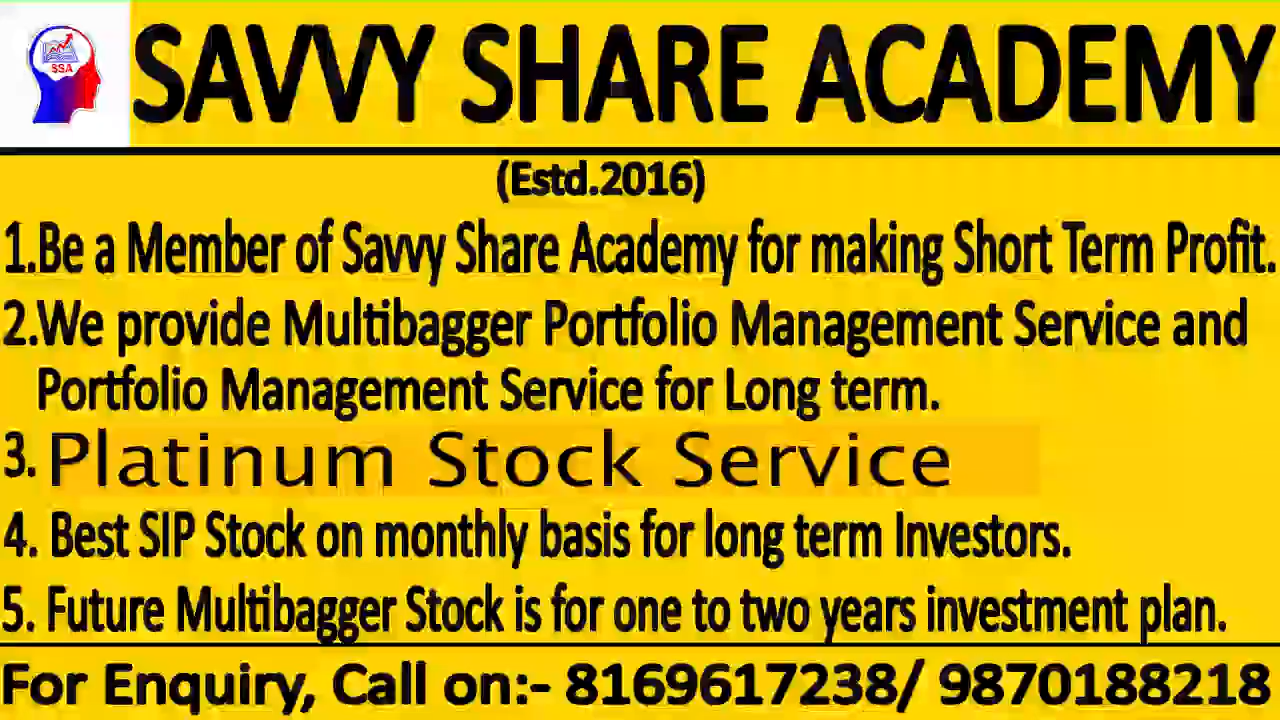 SSA
SAVVY SHARE ACADEMY
(Estd.2016)
1.Be a Member of Savvy Share Academy for making Short Term Profit.
2.We provide Multibagger Portfolio Management Service and
Portfolio Management Service for Long term.
3. Platinum Stock Service
4. Best SIP Stock on monthly basis for long term Investors.
5. Future Multibagger Stock is for one to two years investment plan.
For Enquiry, Call on:- 8169617238/ 9870188218